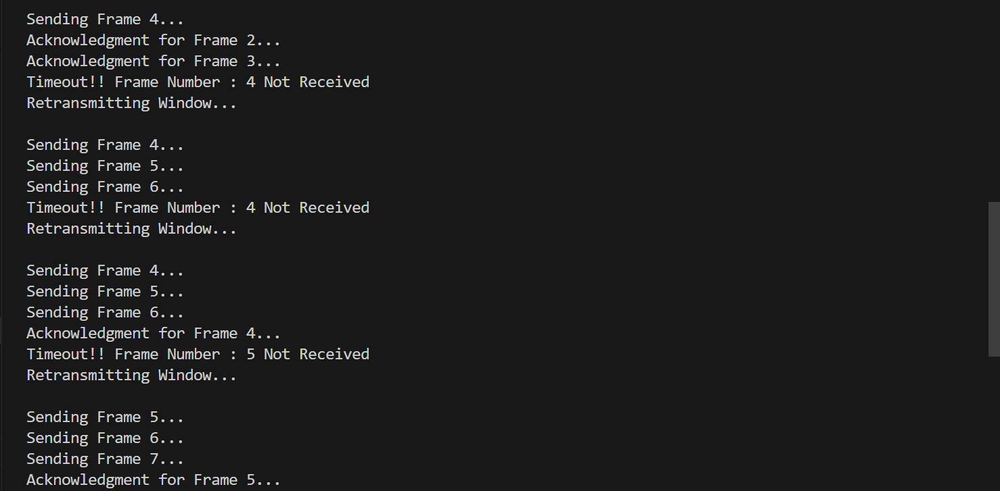 Sending Frame 4...
Acknowledgment for Frame 2...
Acknowledgment for Frame 3...
Timeout!! Frame Number : 4 Not Received
Retransmitting Window...

Sending Frame 4...
Sending Frame 5...
Sending Frame 6...
Timeout!! Frame Number : 4 Not Received
Retransmitting Window...

Sending Frame 4...
Sending Frame 5...
Sending Frame 6...
Acknowledgment for Frame 4...
Timeout!! Frame Number : 5 Not Received
Retransmitting Window...

Sending Frame 5...
Sending Frame 6...
Sending Frame 7...
Acknowledgment for Frame 5...